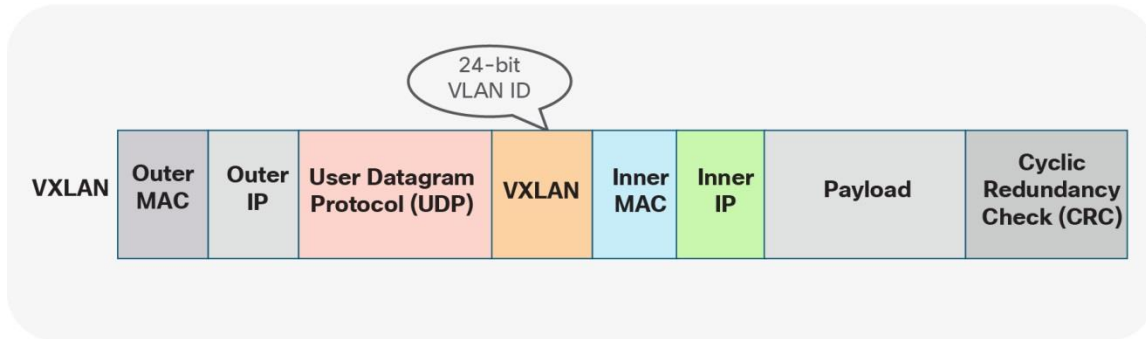 24-bit
VLAN ID
VXLAN
Outer
MAC
Outer
IP
User Datagram
Protocol (UDP)
VXLAN
Inner
MAC
Inner
IP
Payload
Cyclic
Redundancy
Check (CRC)